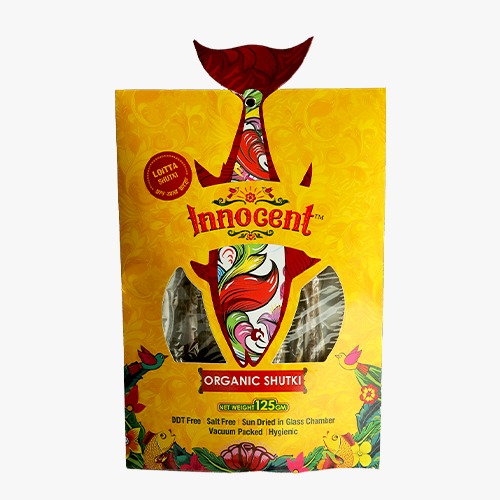 LOITTA
SHUTKI
Innocent™
ORGANIC SHUTKI
NET WEIGHT 125GM
DDT Free | Salt Free | Sun Dried in Glass Chamber
Vacuum Packed | Hygienic